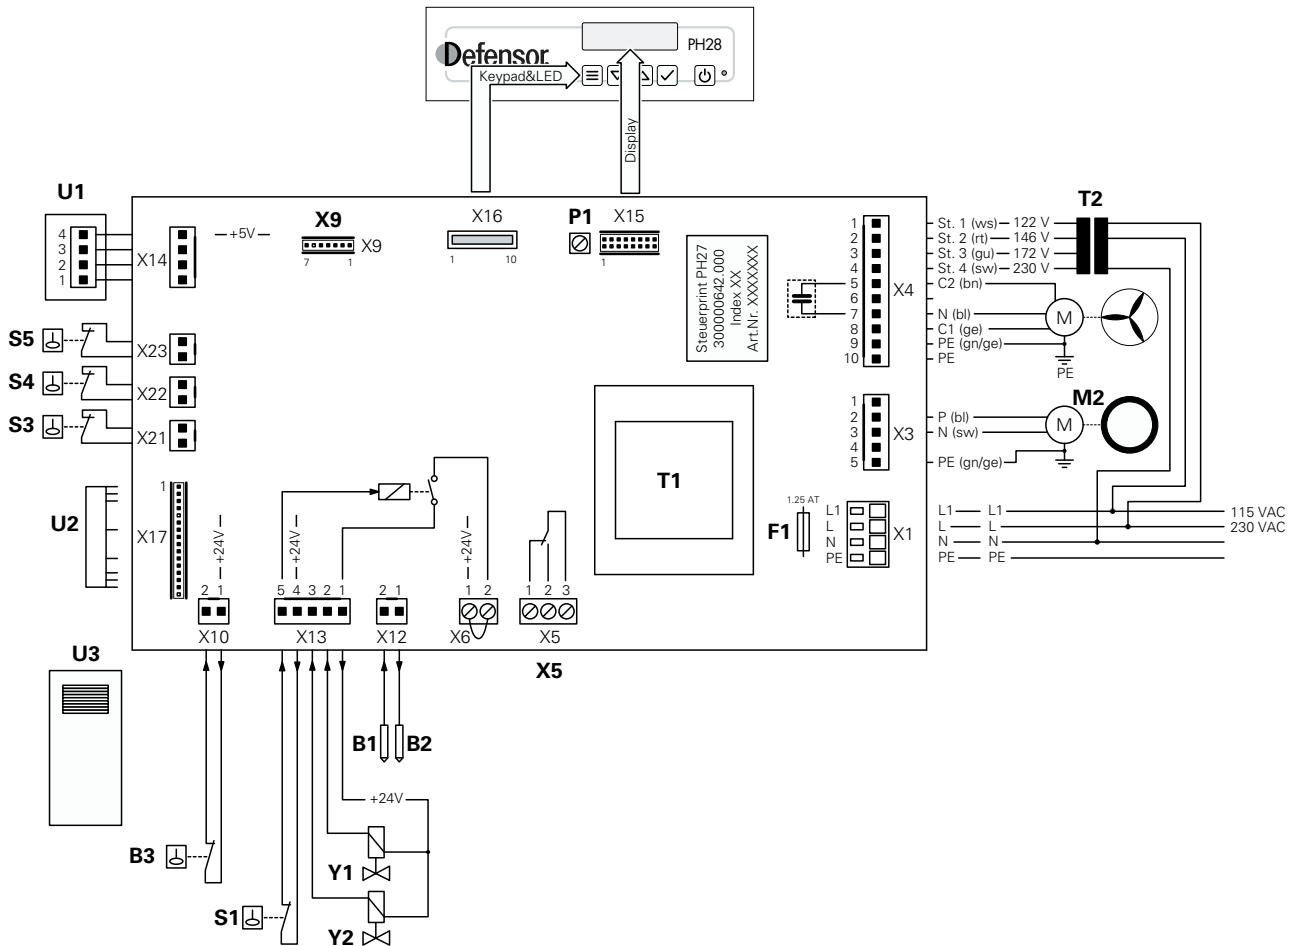 Defensor
PH28
Keypad&LED
Display
U1
4
3
2
1
X14
+5V
X9
X9
7
1
X16
1
10
P1
X15
1
Steuerprint PH27
300000642.000
Index XX
Art.Nr. XXXXXXX
1
2
3
4
5
6
7
8
9
10
X4
St. 1 (ws)
122 V
St. 2 (rt)
146 V
St. 3 (gu)
172 V
St. 4 (sw)
230 V
C2 (bn)
N (bl)
C1 (ge)
PE (gn/ge)
PE
T2
M
PE
S5
X23
S4
X22
S3
X21
T1
1
2
3
4
5
X3
P (bl)
N (sw)
PE (gn/ge)
M
M2
U2
1
X17
+24V
2 1
X10
+24V
5 4 3 2 1
X13
2 1
X12
+24V
1 2
X6
1 2 3
X5
X5
1.25 AT
F1
L1
L
N
PE
X1
L1
L1
115 VAC
L
L
230 VAC
N
N
PE
PE
U3
B1
B2
+24V
B3
Y1
S1
Y2